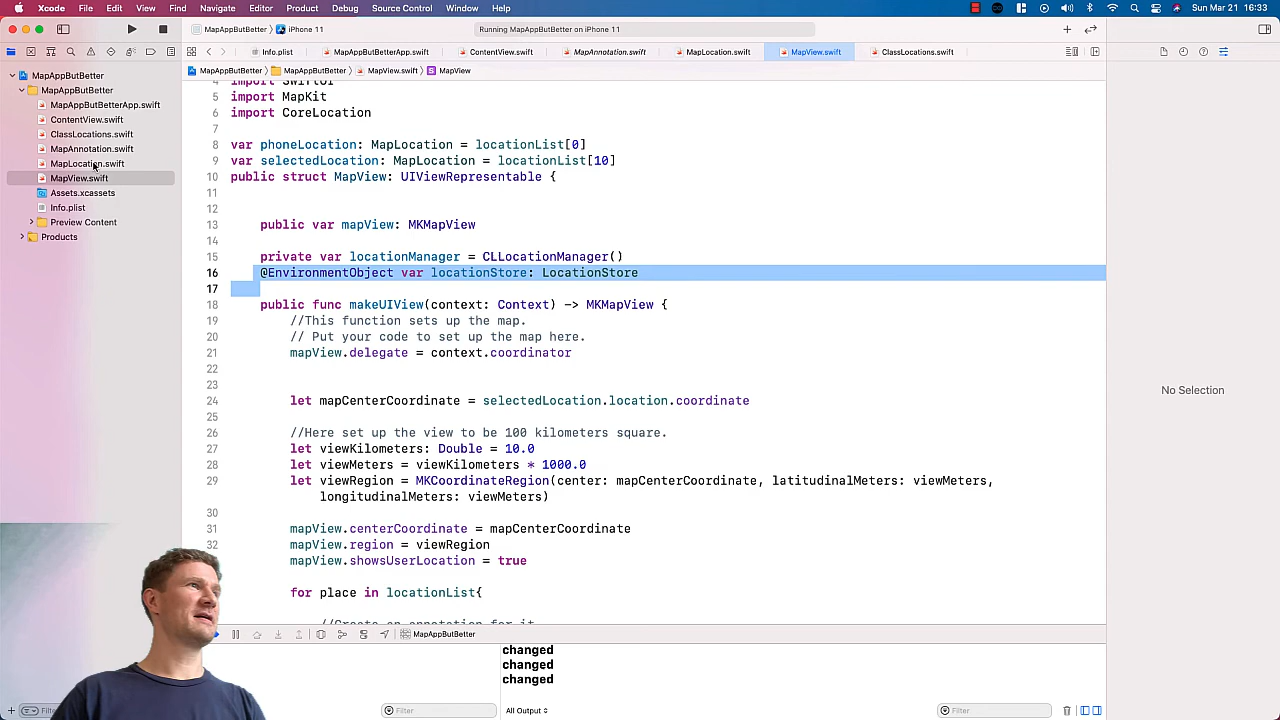 Xcode File Edit View Find Navigate Editor Product Debug Source Control Window Help Sun Mar 21 16:33
MapAppButBetter iPhone 11 Running MapAppButBetter on iPhone 11
Info.plist MapAppButBetterApp.swift ContentView.swift MapAnnotation.swift MapLocation.swift MapView.swift ClassLocations.swift
MapAppButBetter MapAppButBetter MapView.swift MapView
MapAppButBetter
MapAppButBetter
MapAppButBetterApp.swift
ContentView.swift
ClassLocations.swift
MapAnnotation.swift
MapLocation.swift
MapView.swift
Assets.xcassets
Info.plist
Preview Content
Products
4 import SwiftUI
5 import MapKit
6 import CoreLocation
7
8 var phoneLocation: MapLocation = locationList[0]
9 var selectedLocation: MapLocation = locationList[10]
10 public struct MapView: UIViewRepresentable {
11
12
13 public var mapView: MKMapView
14
15 private var locationManager = CLLocationManager()
16 @EnvironmentObject var locationStore: LocationStore
17
18 public func makeUIView(context: Context) -> MKMapView {
19 //This function sets up the map.
20 // Put your code to set up the map here.
21 mapView.delegate = context.coordinator
22
23
24 let mapCenterCoordinate = selectedLocation.location.coordinate
25
26 //Here set up the view to be 100 kilometers square.
27 let viewKilometers: Double = 10.0
28 let viewMeters = viewKilometers * 1000.0
29 let viewRegion = MKCoordinateRegion(center: mapCenterCoordinate, latitudinalMeters: viewMeters,
longitudinalMeters: viewMeters)
30
31 mapView.centerCoordinate = mapCenterCoordinate
32 mapView.region = viewRegion
mapView.showsUserLocation = true
for place in locationList{
//Create an annotation for it
MapAppButBetter
changed
changed
changed
Filter
Filter
All Output
Filter
No Selection